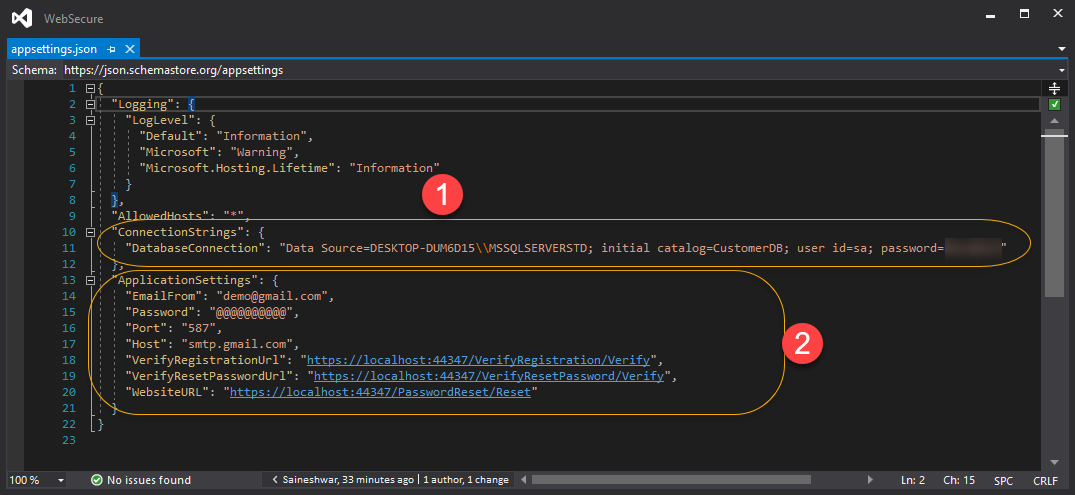 WebSecure
appsettings.json
Schema: https://json.schemastore.org/appsettings
1 {
2 "Logging": {
3 "LogLevel": {
4 "Default": "Information",
5 "Microsoft": "Warning",
6 "Microsoft.Hosting.Lifetime": "Information"
7 }
8 },
9 "AllowedHosts": "*",
10 "ConnectionStrings": {
11 "DatabaseConnection": "Data Source=DESKTOP-DUM6D15\\MSSQLSERVERSTD; initial catalog=CustomerDB; user id=sa; password="
12 },
13 "ApplicationSettings": {
14 "EmailFrom": "demo@gmail.com",
15 "Password": "@@@@@@@@@@",
16 "Port": "587",
17 "Host": "smtp.gmail.com",
18 "VerifyRegistrationUrl": "https://localhost:44347/VerifyRegistration/Verify",
19 "VerifyResetPasswordUrl": "https://localhost:44347/VerifyResetPassword/Verify",
20 "WebsiteURL": "https://localhost:44347/PasswordReset/Reset"
21 }
22 }
23
1
2
100 % No issues found Saineshwar, 33 minutes ago | 1 author, 1 change Ln: 2 Ch: 15 SPC CRLF